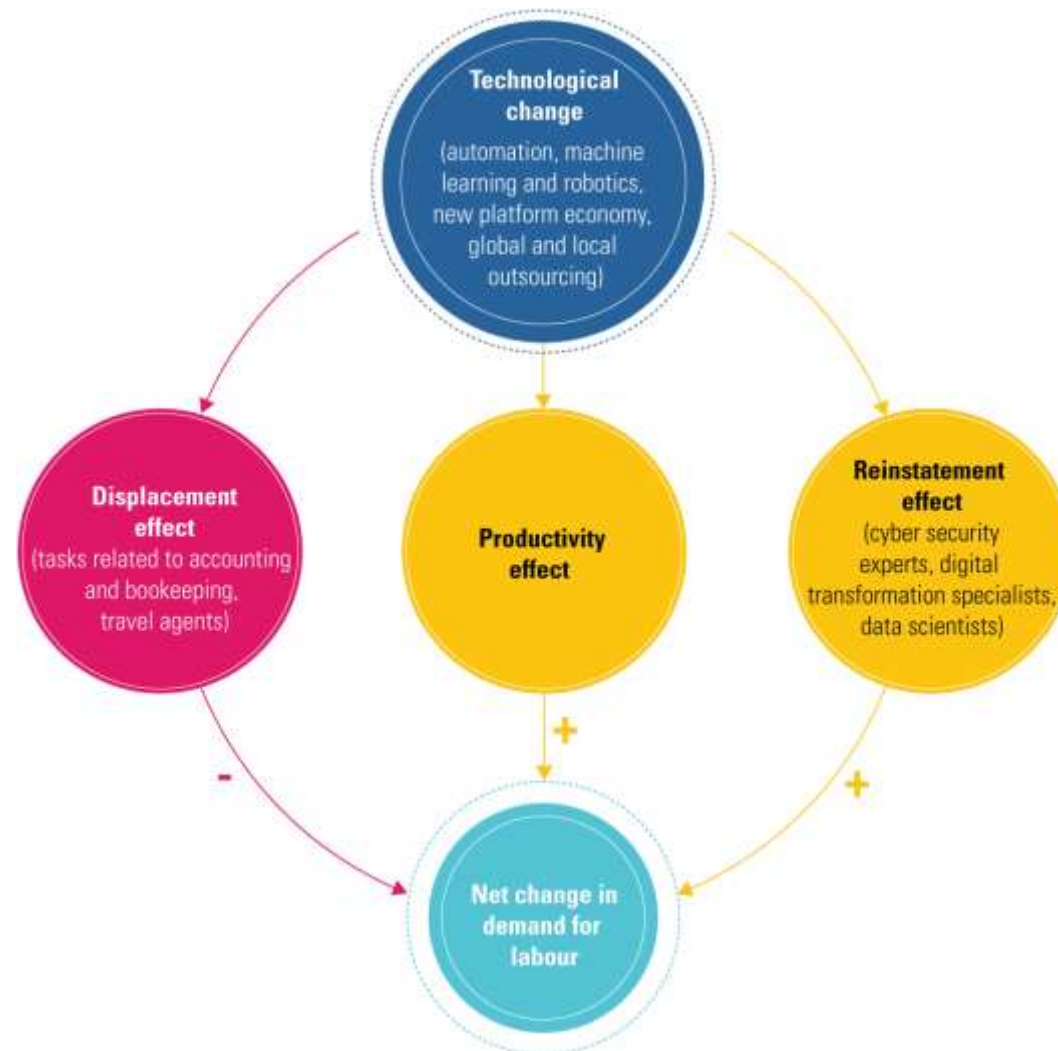 Technological
change
(automation, machine
learning and robotics,
new platform economy,
global and local
outsourcing)
Displacement
effect
(tasks related to accounting
and bookeeping,
travel agents)
Productivity
effect
Reinstatement
effect
(cyber security
experts, digital
transformation specialists,
data scientists)
-
+
+
Net change in
demand for
labour